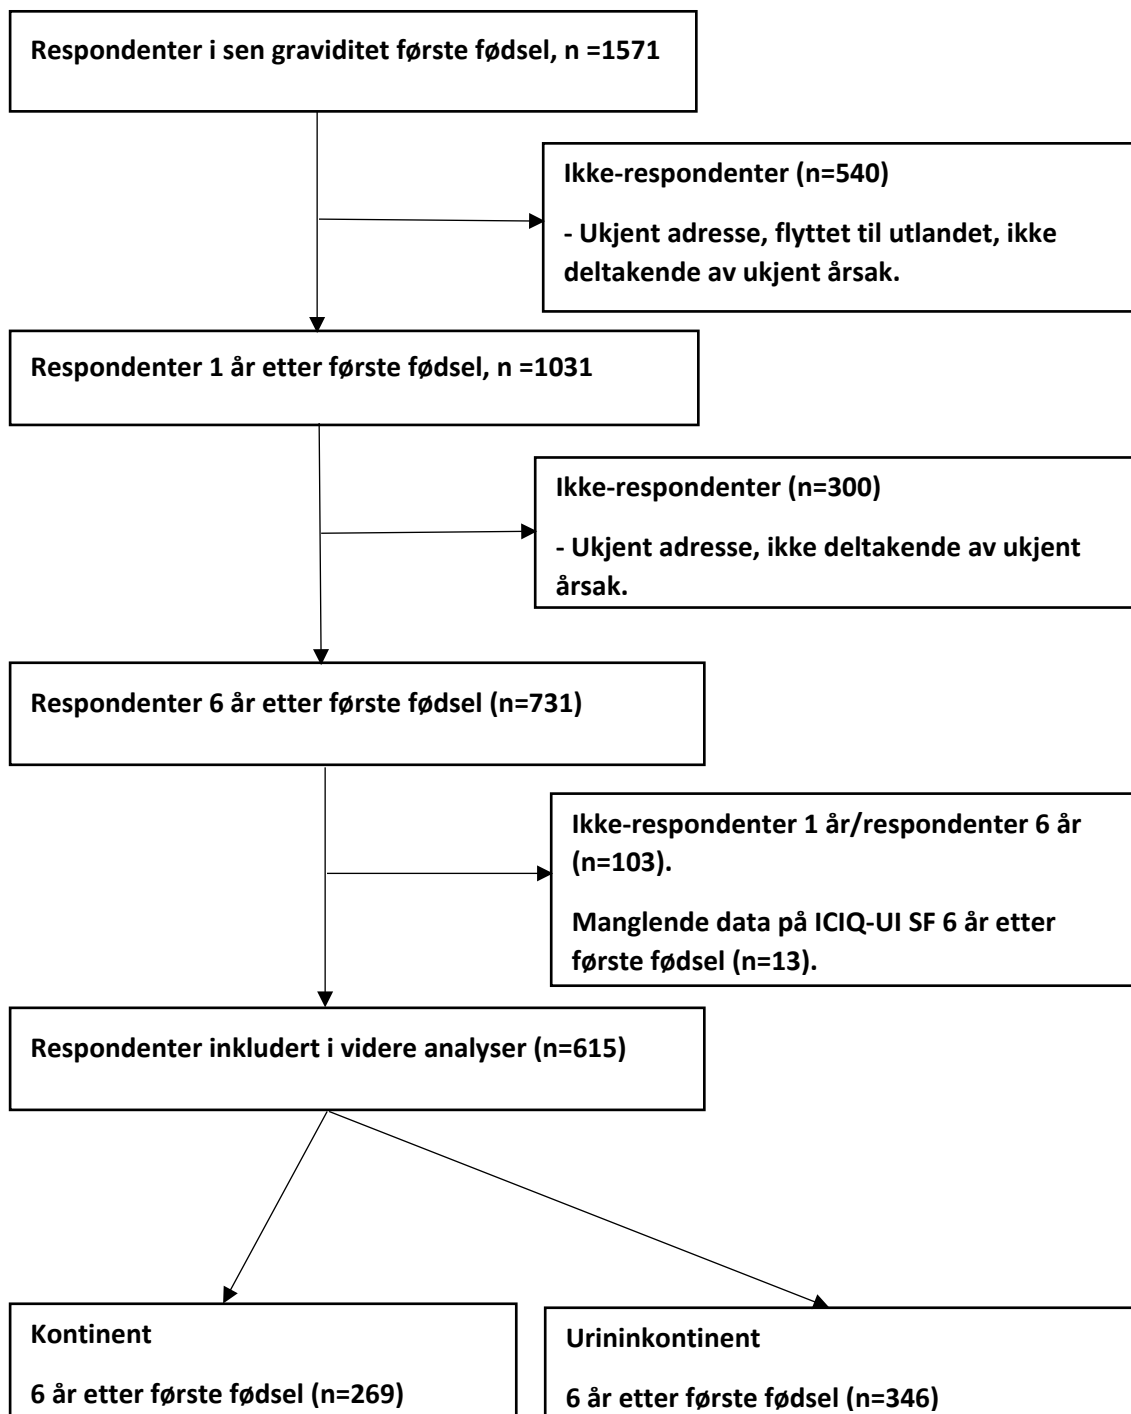 Respondenter i sen graviditet første fødsel, n =1571
Ikke-respondenter (n=540)
- Ukjent adresse, flyttet til utlandet, ikke
deltakende av ukjent årsak.
Respondenter 1 år etter første fødsel, n =1031
Ikke-respondenter (n=300)
- Ukjent adresse, ikke deltakende av ukjent
årsak.
Respondenter 6 år etter første fødsel (n=731)
Ikke-respondenter 1 år/respondenter 6 år
(n=103).
Manglende data på ICIQ-UI SF 6 år etter
første fødsel (n=13).
Respondenter inkludert i videre analyser (n=615)
Kontinent
6 år etter første fødsel (n=269)
Urininkontinent
6 år etter første fødsel (n=346)